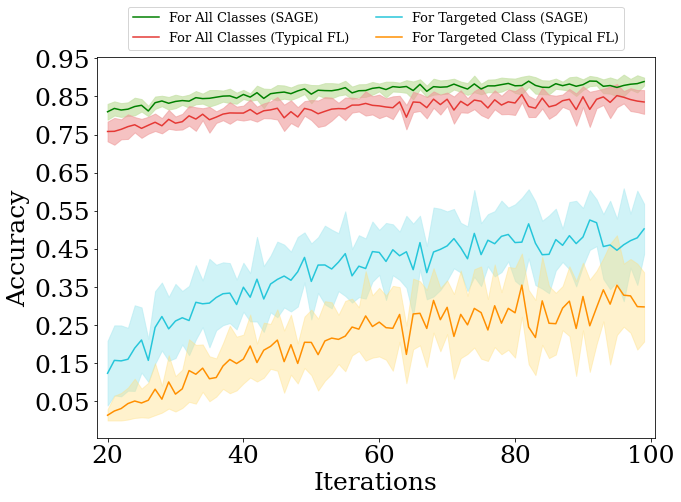 For All Classes (SAGE)
For All Classes (Typical FL)
For Targeted Class (SAGE)
For Targeted Class (Typical FL)
0.95
0.85
0.75
0.65
0.55
0.45
0.35
0.25
0.15
0.05
Accuracy
20
40
60
80
100
Iterations